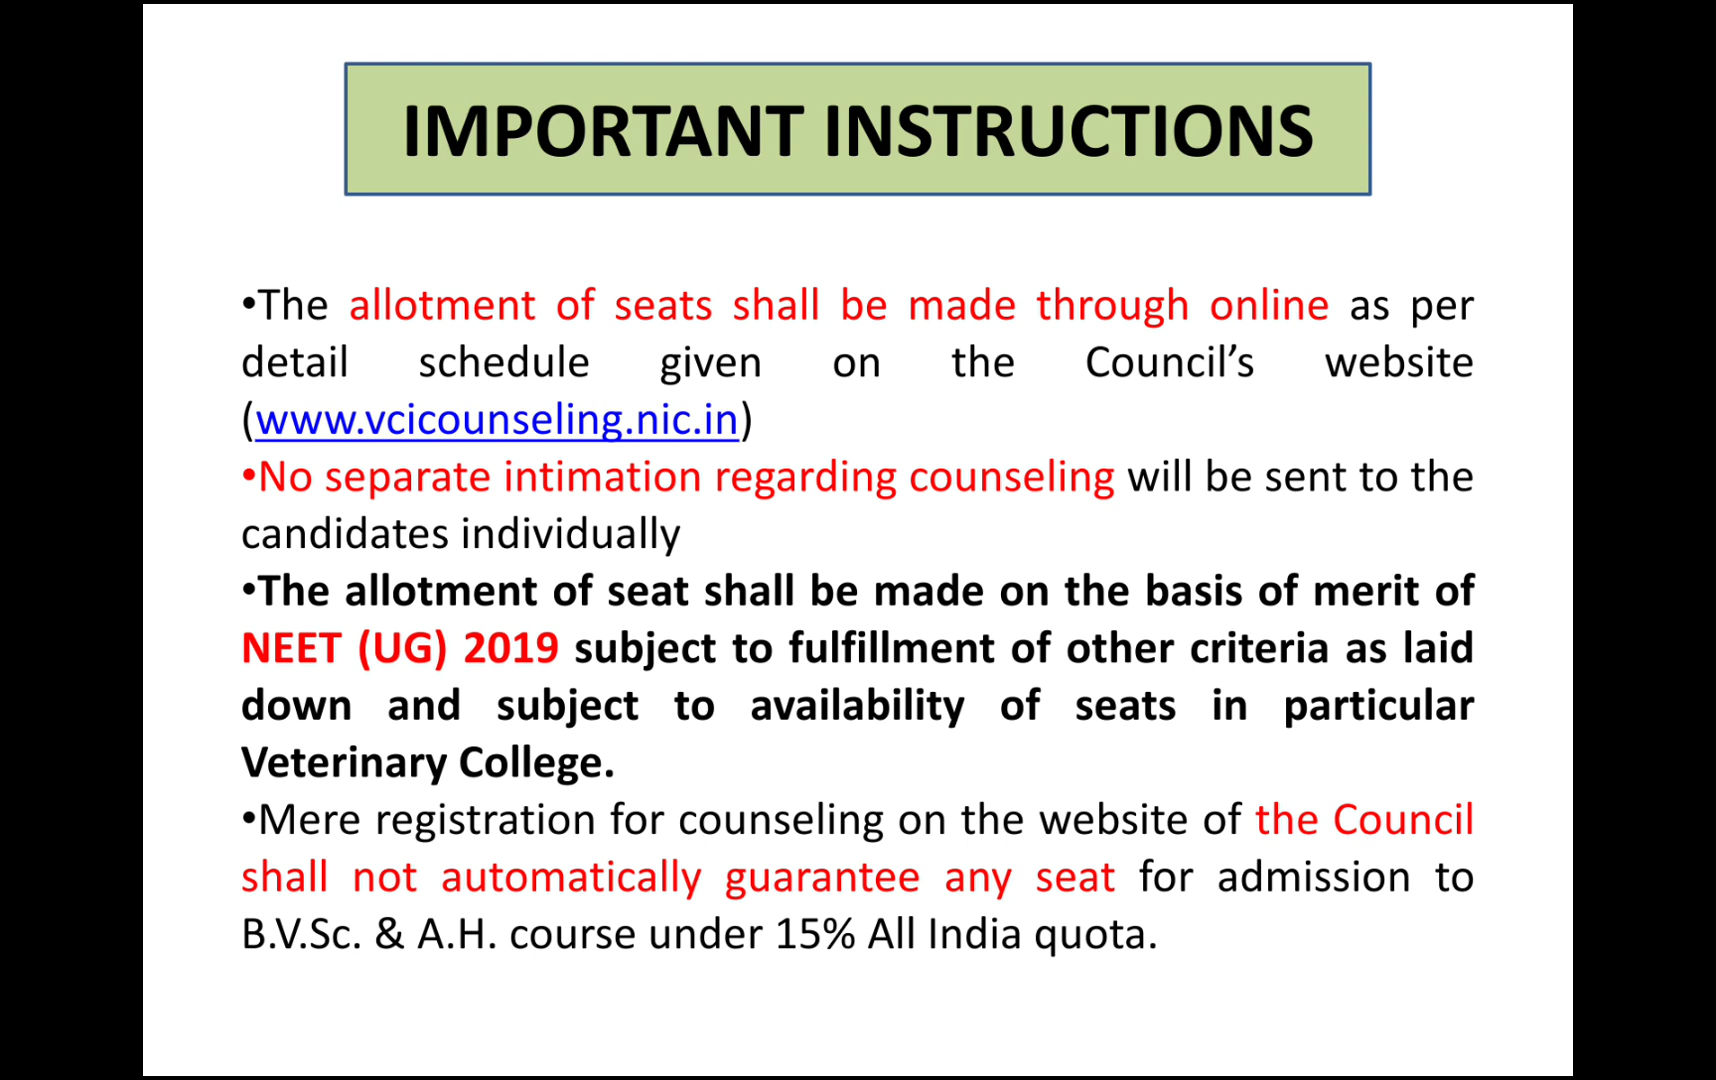 IMPORTANT INSTRUCTIONS
•The allotment of seats shall be made through online as per
detail schedule given on the Council’s website
(www.vcicounseling.nic.in)
•No separate intimation regarding counseling will be sent to the
candidates individually
•The allotment of seat shall be made on the basis of merit of
NEET (UG) 2019 subject to fulfillment of other criteria as laid
down and subject to availability of seats in particular
Veterinary College.
•Mere registration for counseling on the website of the Council
shall not automatically guarantee any seat for admission to
B.V.Sc. & A.H. course under 15% All India quota.